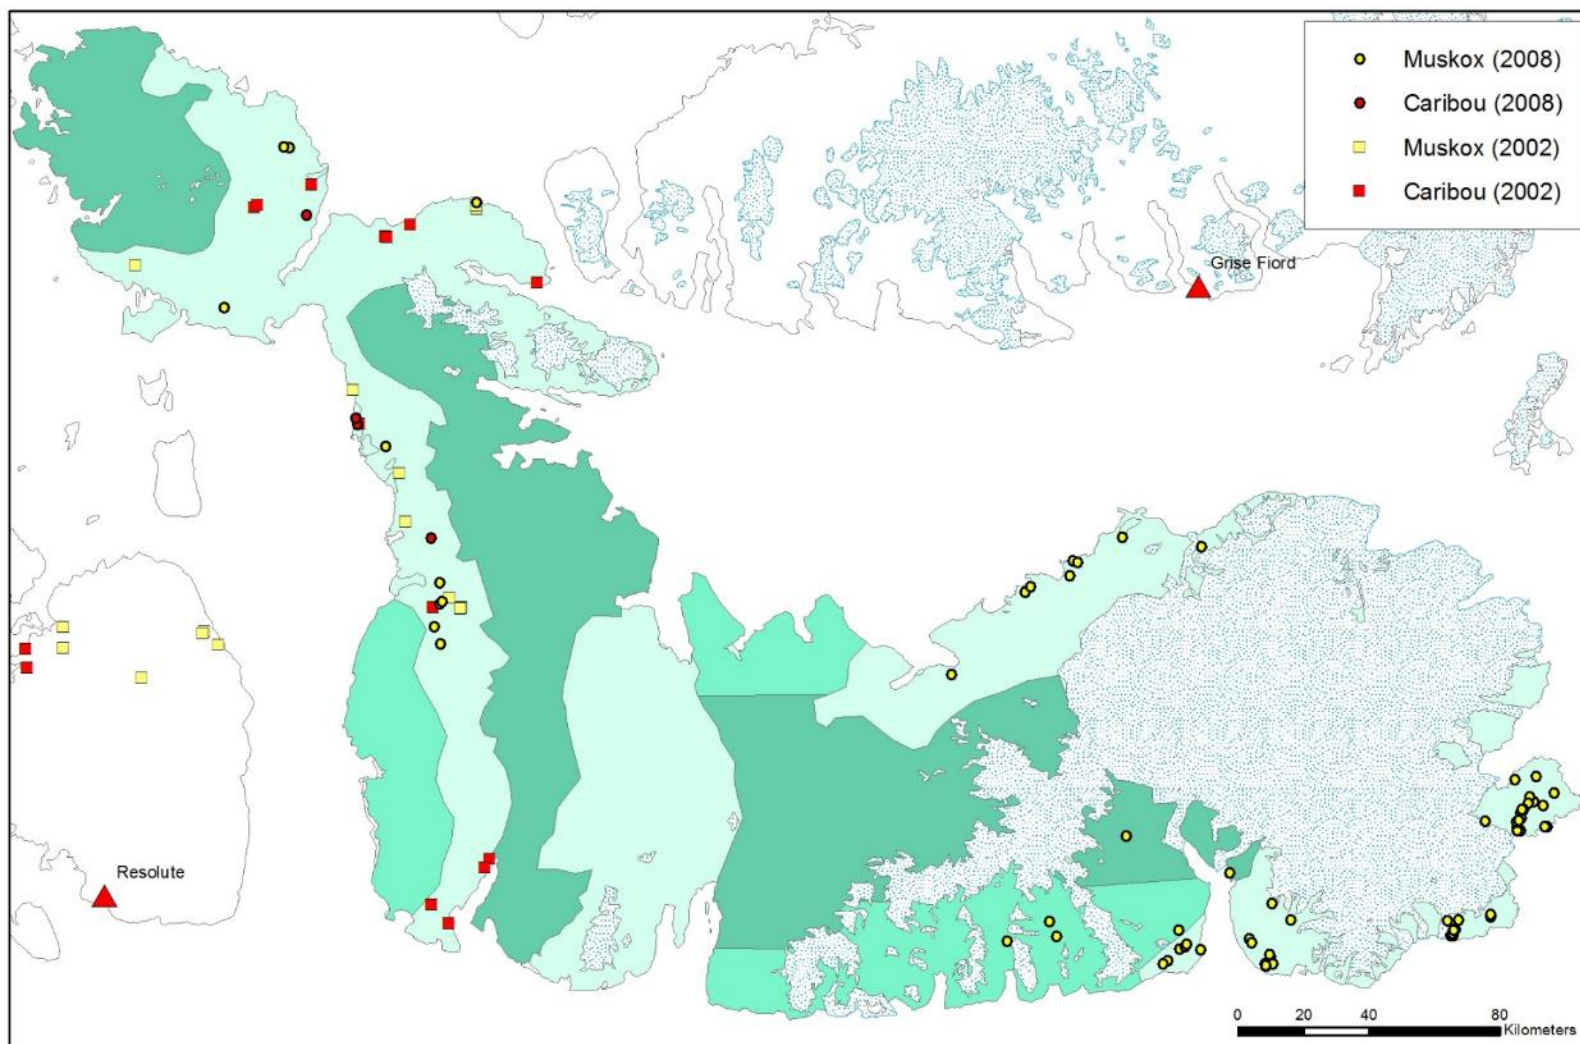 Muskox (2008)
Caribou (2008)
Muskox (2002)
Caribou (2002)
Grise Fiord
Resolute
0 20 40 80
Kilometers